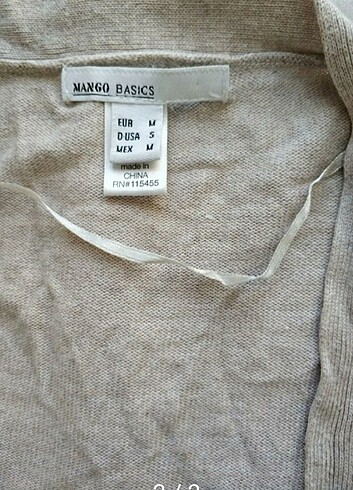 MANGO BASICS
EUR M
D USA S
MEX M
made in
CHINA
RN#115455